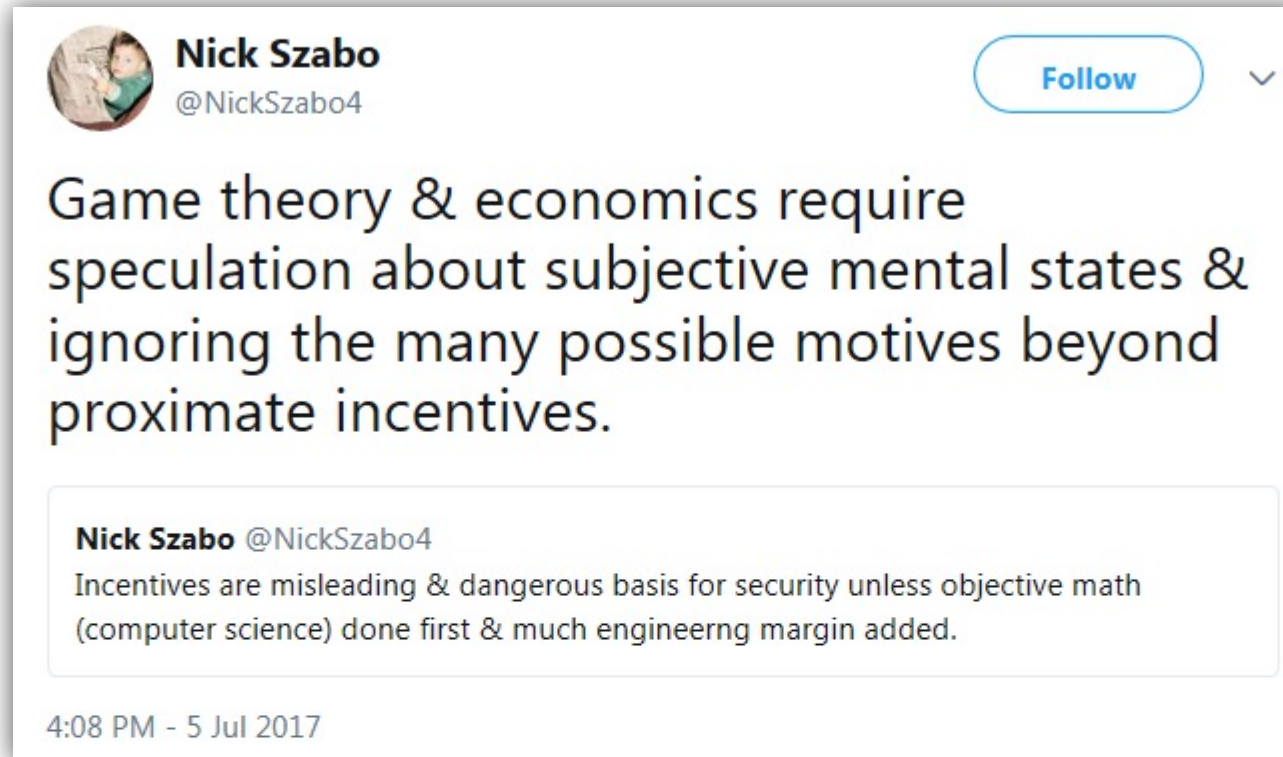 Nick Szabo
@NickSzabo4
Follow
Game theory & economics require
speculation about subjective mental states &
ignoring the many possible motives beyond
proximate incentives.
Nick Szabo @NickSzabo4
Incentives are misleading & dangerous basis for security unless objective math
(computer science) done first & much engineerng margin added.
4:08 PM - 5 Jul 2017